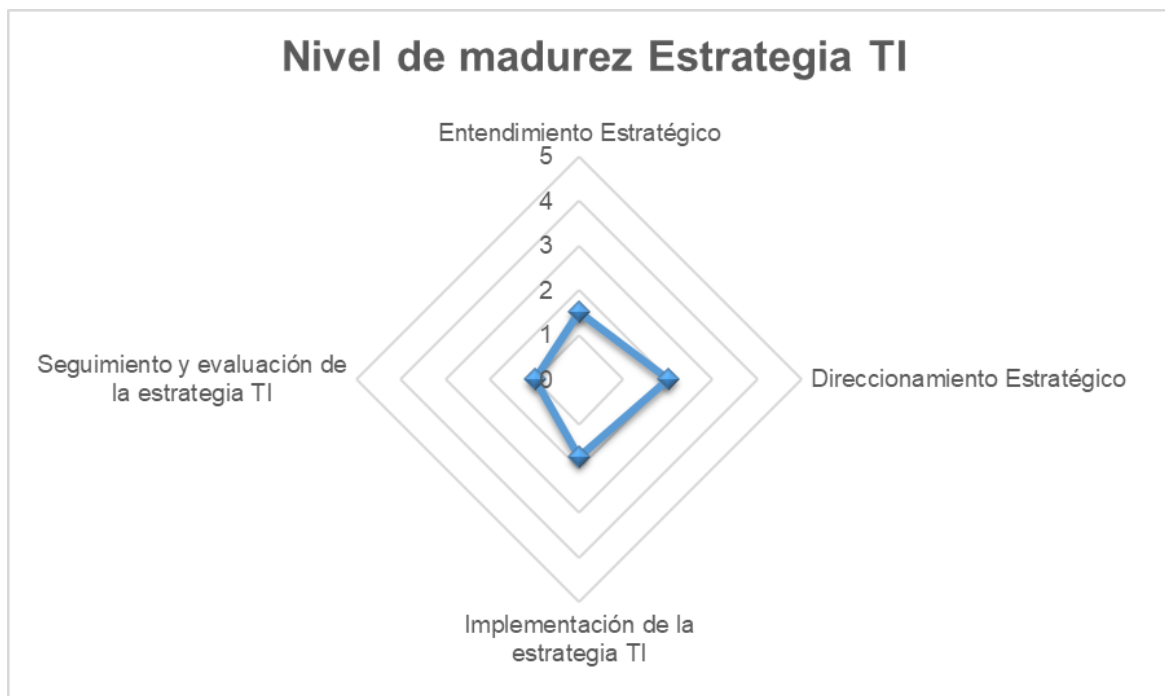 Nivel de madurez Estrategia TI
Entendimiento Estratégico
5
4
3
2
1
0
Seguimiento y evaluación de
la estrategia TI
Direccionamiento Estratégico
Implementación de la
estrategia TI